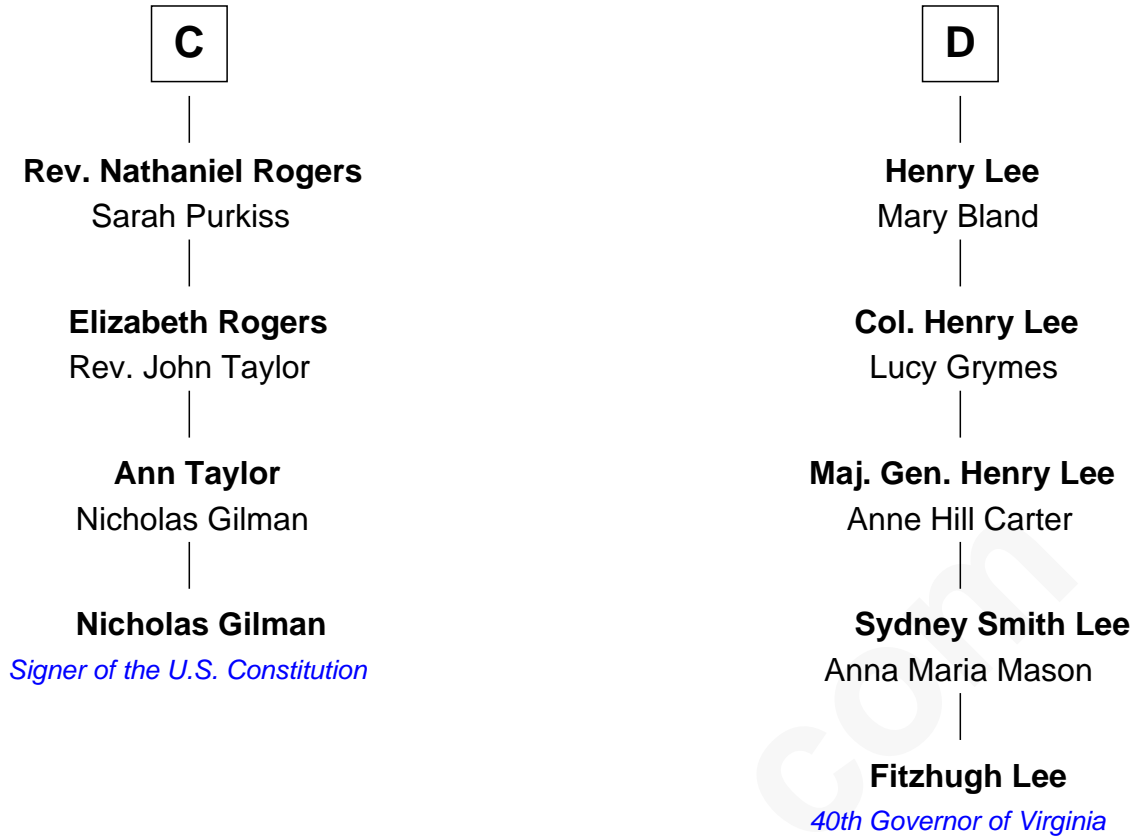 C
Rev. Nathaniel Rogers
Sarah Purkiss
Elizabeth Rogers
Rev. John Taylor
Ann Taylor
Nicholas Gilman
Nicholas Gilman
Signer of the U.S. Constitution
D
Henry Lee
Mary Bland
Col. Henry Lee
Lucy Grymes
Maj. Gen. Henry Lee
Anne Hill Carter
Sydney Smith Lee
Anna Maria Mason
Fitzhugh Lee
40th Governor of Virginia
com